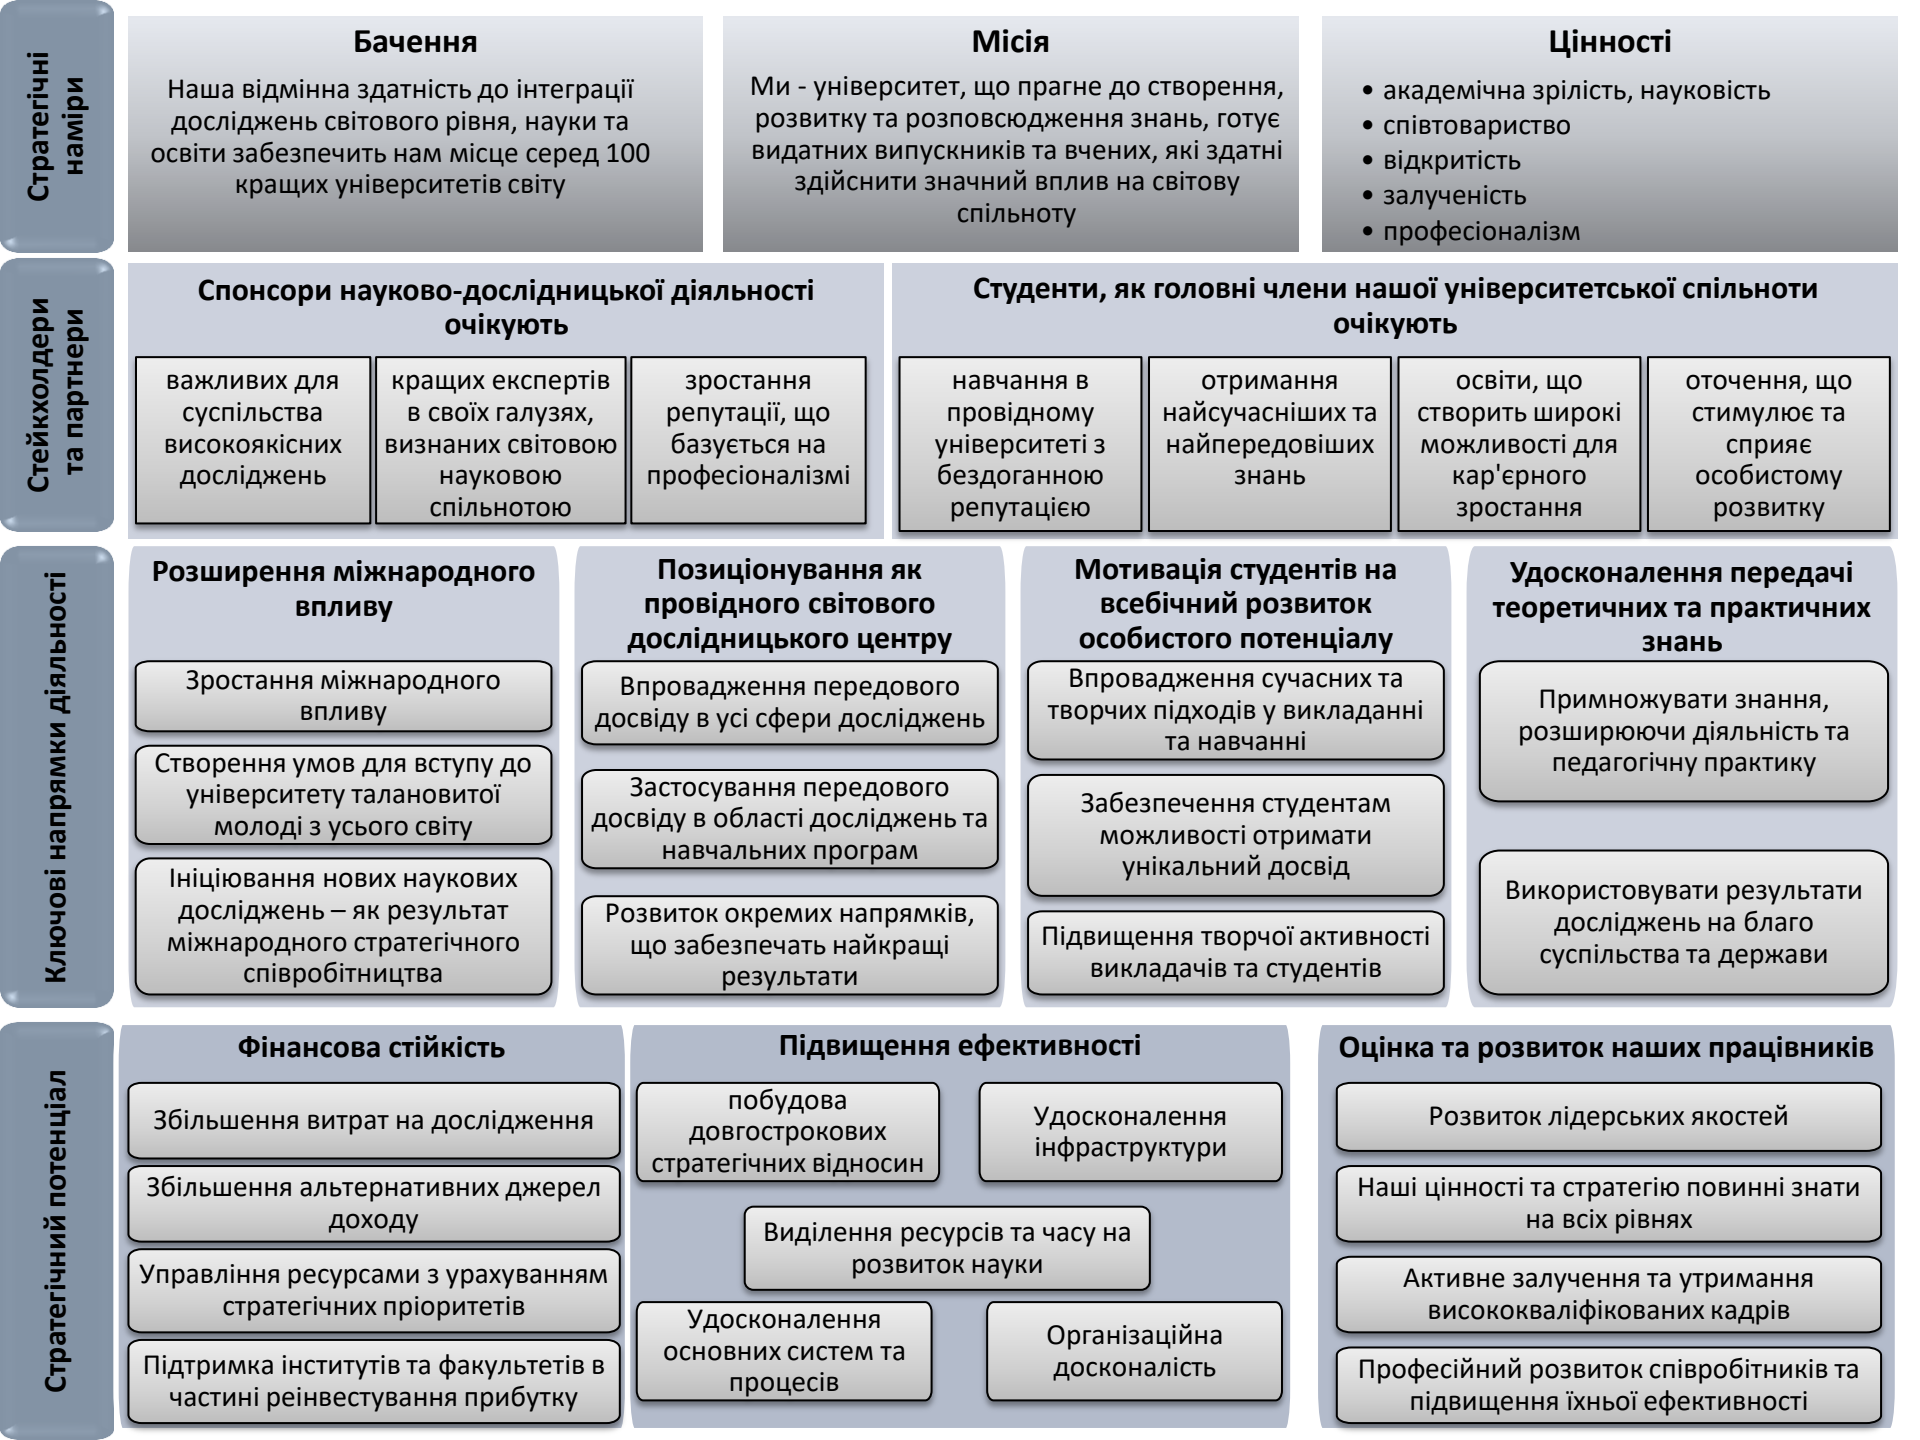 Стратегічні
наміри
Бачення
Наша відмінна здатність до інтеграції
досліджень світового рівня, науки та
освіти забезпечить нам місце серед 100
кращих університетів світу
Місія
Ми - університет, що прагне до створення,
розвитку та розповсюдження знань, готує
видатних випускників та вчених, які здатні
здійснити значний вплив на світову
спільноту
Цінності
• академічна зрілість, науковість
• співтовариство
• відкритість
• залученість
• професіоналізм
Стейкхолдери
та партнери
Спонсори науково-дослідницької діяльності
очікують
важливих для
суспільства
високоякісних
досліджень
кращих експертів
в своїх галузях,
визнаних світовою
науковою
спільнотою
зростання
репутації, що
базується на
професіоналізмі
Студенти, як головні члени нашої університетської спільноти
очікують
навчання в
провідному
університеті з
бездоганною
репутацією
отримання
найсучасніших та
найпередовіших
знань
освіти, що
створить широкі
можливості для
кар'єрного
зростання
оточення, що
стимулює та
сприяє
особистому
розвитку
Ключові напрямки діяльності
Розширення міжнародного
впливу
Зростання міжнародного
впливу
Створення умов для вступу до
університету талановитої
молоді з усього світу
Ініціювання нових наукових
досліджень – як результат
міжнародного стратегічного
співробітництва
Позиціонування як
провідного світового
дослідницького центру
Впровадження передового
досвіду в усі сфери досліджень
Застосування передового
досвіду в області досліджень та
навчальних програм
Розвиток окремих напрямків,
що забезпечать найкращі
результати
Мотивація студентів на
всебічний розвиток
особистого потенціалу
Впровадження сучасних та
творчих підходів у викладанні
та навчанні
Забезпечення студентам
можливості отримати
унікальний досвід
Підвищення творчої активності
викладачів та студентів
Удосконалення передачі
теоретичних та практичних
знань
Примножувати знання,
розширюючи діяльність та
педагогічну практику
Використовувати результати
досліджень на благо
суспільства та держави
Стратегічний потенціал
Фінансова стійкість
Збільшення витрат на дослідження
Збільшення альтернативних джерел
доходу
Управління ресурсами з урахуванням
стратегічних пріоритетів
Підтримка інститутів та факультетів в
частині реінвестування прибутку
Підвищення ефективності
побудова
довгострокових
стратегічних відносин
Удосконалення
інфраструктури
Виділення ресурсів та часу на
розвиток науки
Удосконалення
основних систем та
процесів
Організаційна
досконалість
Оцінка та розвиток наших працівників
Розвиток лідерських якостей
Наші цінності та стратегію повинні знати
на всіх рівнях
Активне залучення та утримання
висококваліфікованих кадрів
Професійний розвиток співробітників та
підвищення їхньої ефективності